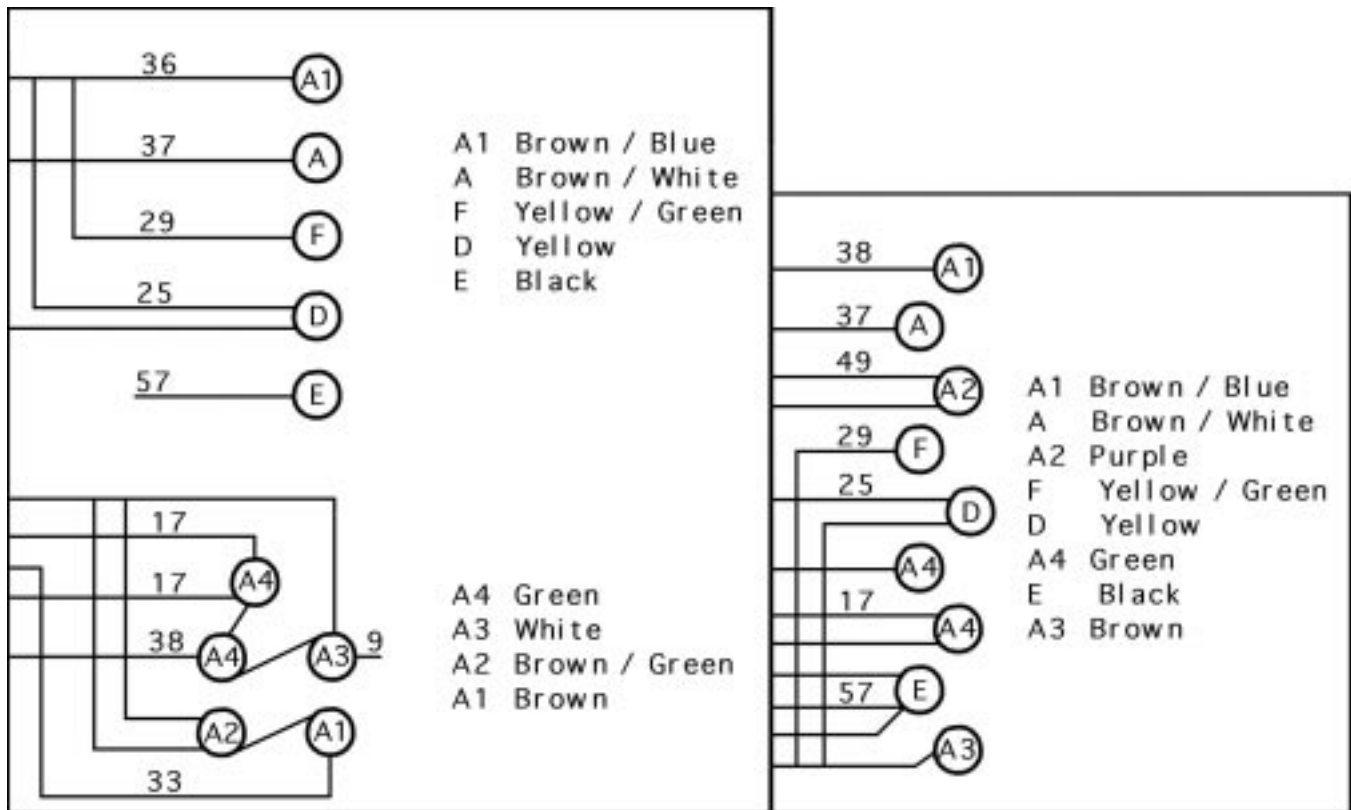 36 A1
37 A
29 F
25 D
57 E
A1 Brown / Blue
A Brown / White
F Yellow / Green
D Yellow
E Black
17
17 A4
38 A4 A3 9
A2 A1
33
A4 Green
A3 White
A2 Brown / Green
A1 Brown
38 A1
37 A
49 A2
29 F
25 D
A4
17 A4
57 E
A3
A1 Brown / Blue
A Brown / White
A2 Purple
F Yellow / Green
D Yellow
A4 Green
E Black
A3 Brown